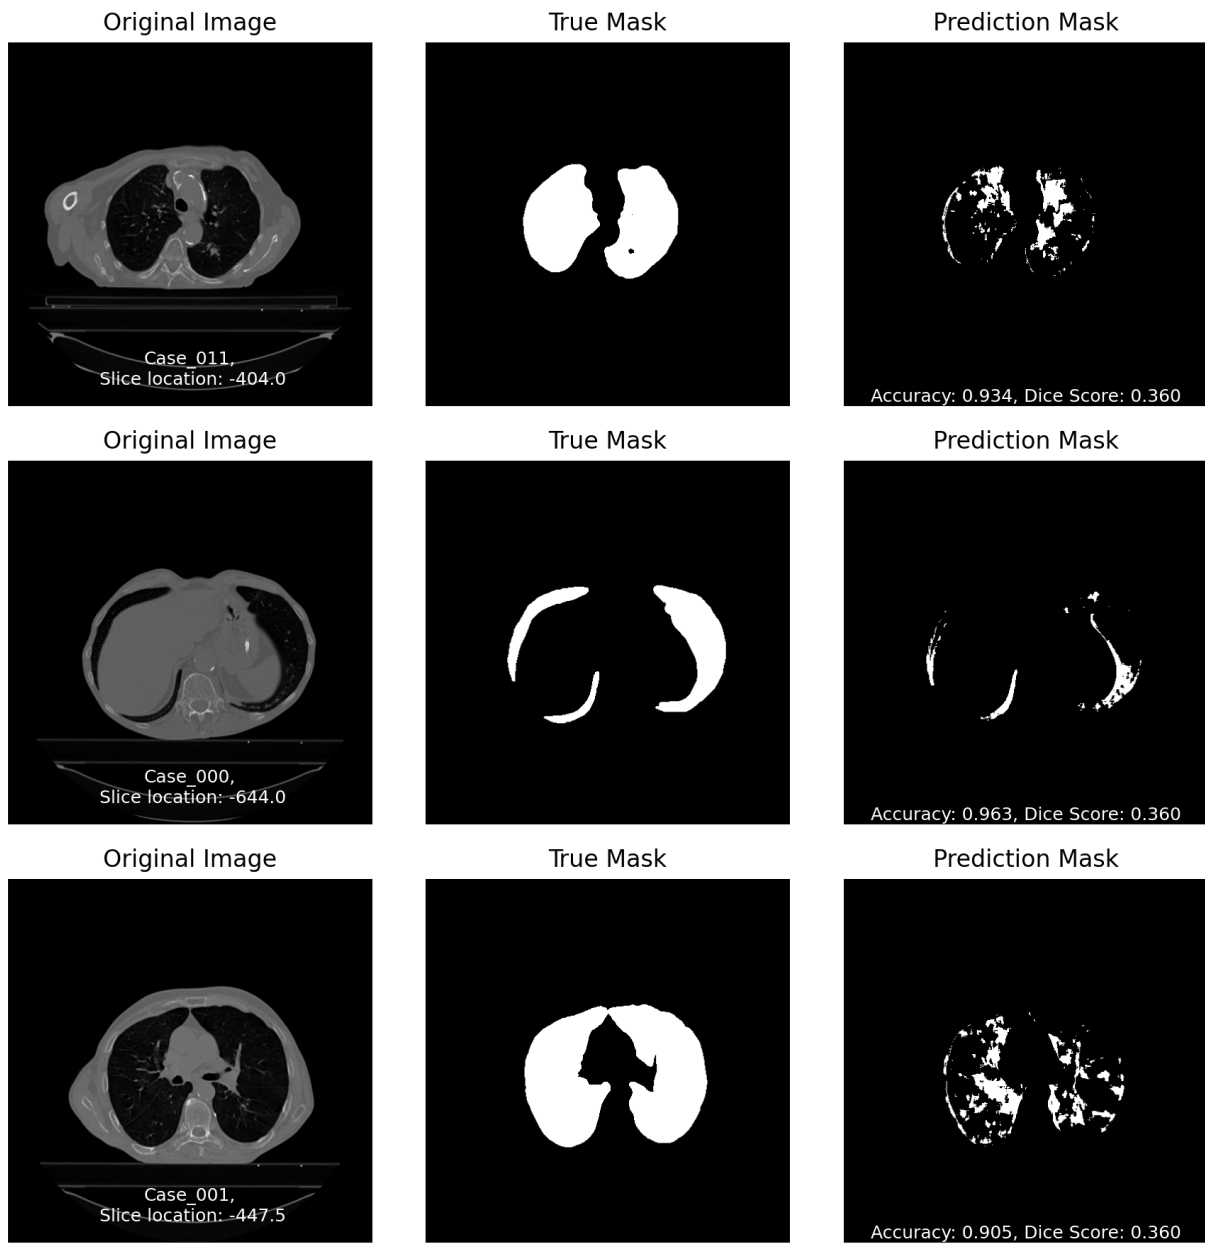 Original Image
True Mask
Prediction Mask
Case_011,
Slice location: -404.0
Accuracy: 0.934, Dice Score: 0.360
Original Image
True Mask
Prediction Mask
Case_000,
Slice location: -644.0
Accuracy: 0.963, Dice Score: 0.360
Original Image
True Mask
Prediction Mask
Case_001,
Slice location: -447.5
Accuracy: 0.905, Dice Score: 0.360